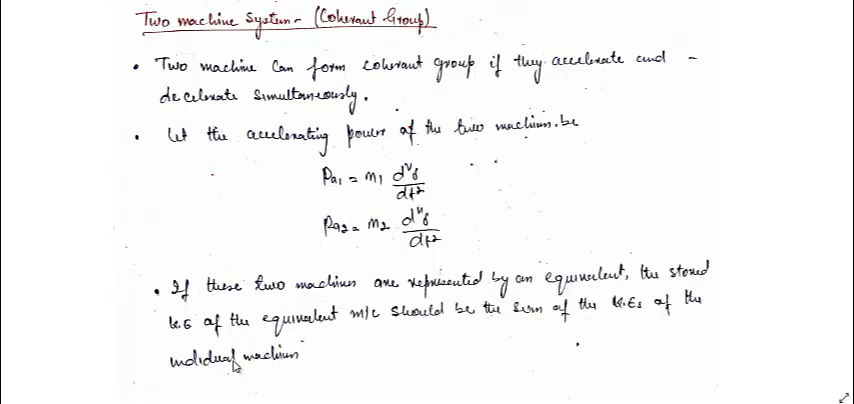 Two machine System - (Coherant Group)
• Two machine can form coherant group if they accelerate and -
decelerate simultaneously.
• Let the accelerating power of the two machines be
Pa1 = M1 d²δ/dt²
Pa2 = M2 d²δ/dt²
• If these two machines are represented by an equivalent, the stored
K.E of the equivalent m/c should be the sum of the K.Es of the
individual machines